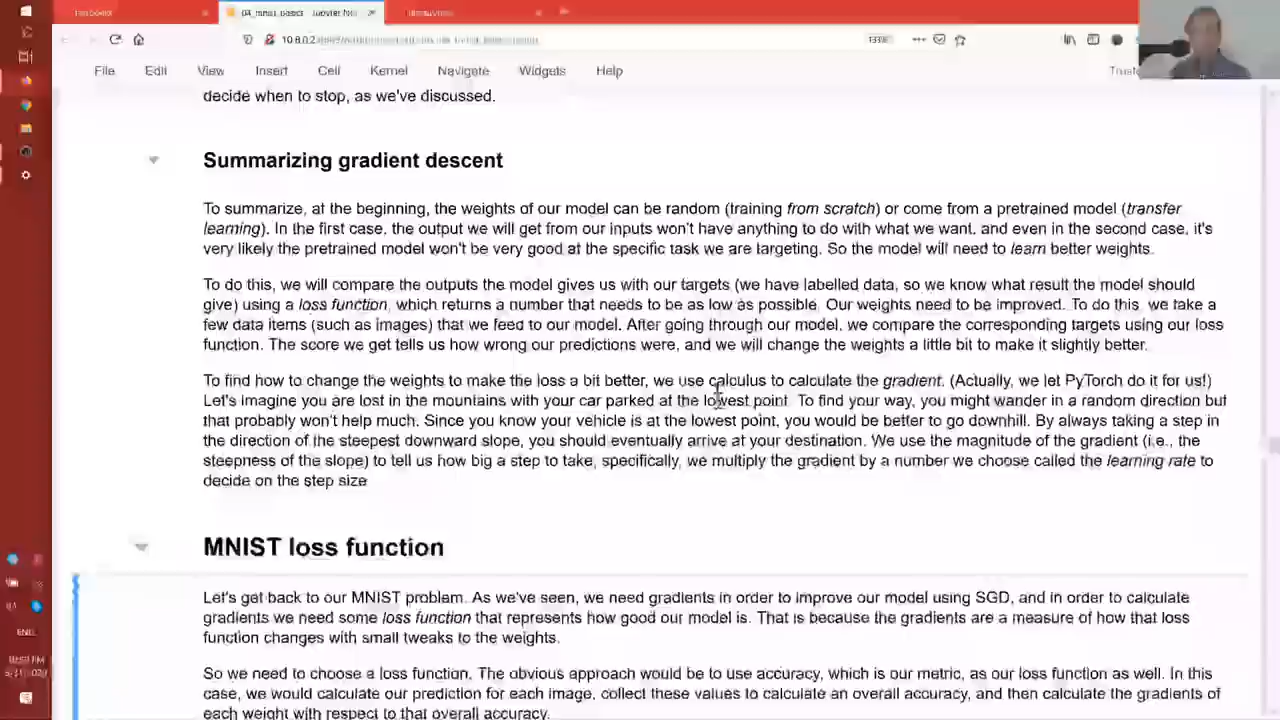 10.8.0.2
133%
File Edit View Insert Cell Kernel Navigate Widgets Help
decide when to stop, as we've discussed.
Summarizing gradient descent
To summarize, at the beginning, the weights of our model can be random (training from scratch) or come from a pretrained model (transfer
learning). In the first case, the output we will get from our inputs won't have anything to do with what we want, and even in the second case, it's
very likely the pretrained model won't be very good at the specific task we are targeting. So the model will need to learn better weights.
To do this, we will compare the outputs the model gives us with our targets (we have labelled data, so we know what result the model should
give) using a loss function, which returns a number that needs to be as low as possible. Our weights need to be improved. To do this, we take a
few data items (such as images) that we feed to our model. After going through our model, we compare the corresponding targets using our loss
function. The score we get tells us how wrong our predictions were, and we will change the weights a little bit to make it slightly better.
To find how to change the weights to make the loss a bit better, we use calculus to calculate the gradient. (Actually, we let PyTorch do it for us!)
Let's imagine you are lost in the mountains with your car parked at the lowest point. To find your way, you might wander in a random direction but
that probably won't help much. Since you know your vehicle is at the lowest point, you would be better to go downhill. By always taking a step in
the direction of the steepest downward slope, you should eventually arrive at your destination. We use the magnitude of the gradient (i.e., the
steepness of the slope) to tell us how big a step to take, specifically, we multiply the gradient by a number we choose called the learning rate to
decide on the step size
MNIST loss function
Let's get back to our MNIST problem. As we've seen, we need gradients in order to improve our model using SGD, and in order to calculate
gradients we need some loss function that represents how good our model is. That is because the gradients are a measure of how that loss
function changes with small tweaks to the weights.
So we need to choose a loss function. The obvious approach would be to use accuracy, which is our metric, as our loss function as well. In this
case, we would calculate our prediction for each image, collect these values to calculate an overall accuracy, and then calculate the gradients of
each weight with respect to that overall accuracy.